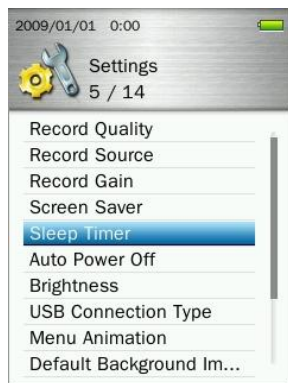 2009/01/01 0:00
Settings
5 / 14
Record Quality
Record Source
Record Gain
Screen Saver
Sleep Timer
Auto Power Off
Brightness
USB Connection Type
Menu Animation
Default Background Im...